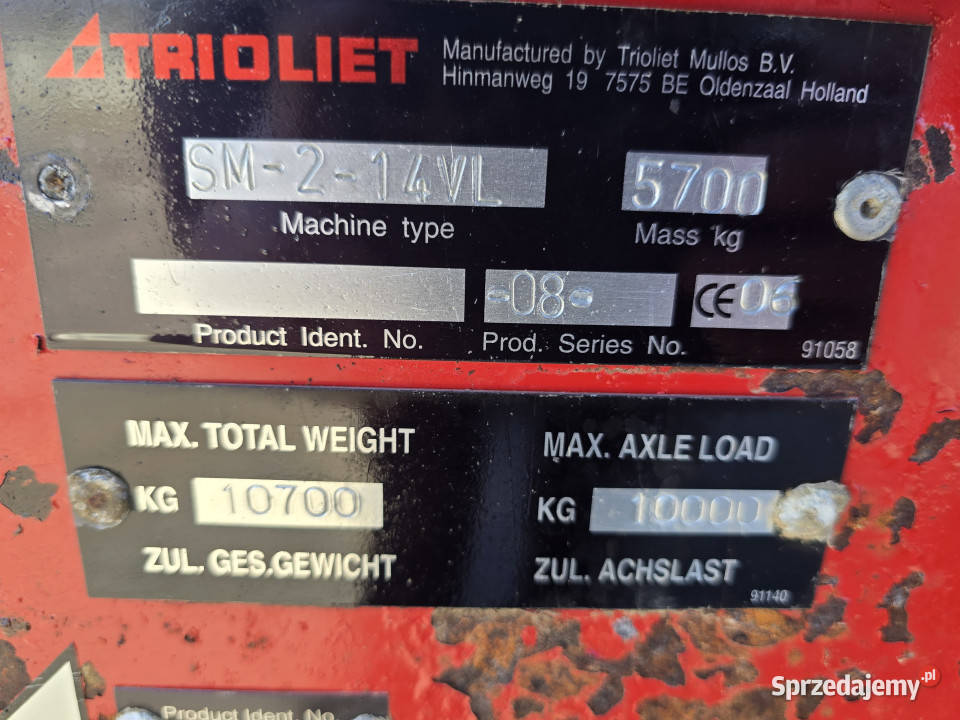 TRIOLIET
Manufactured by Trioliet Mullos B.V.
Hinmanweg 19 7575 BE Oldenzaal Holland
SM-2-14VL 5700
Machine type Mass kg
-08- CE 06
Product Ident. No. Prod. Series No. 91058
MAX. TOTAL WEIGHT MAX. AXLE LOAD
KG 10700 KG 10000
ZUL. GES.GEWICHT ZUL. ACHSLAST
91140
Product Ident. No.
Sprzedajemy.pl